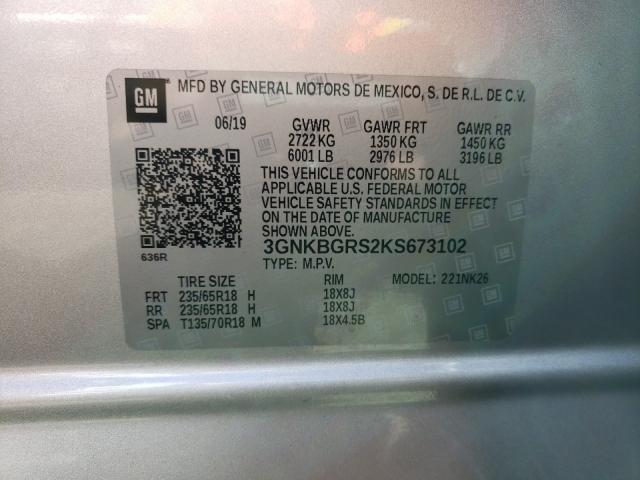 GM MFD BY GENERAL MOTORS DE MEXICO, S. DE R.L. DE C.V.
06/19 GVWR GAWR FRT GAWR RR
2722 KG 1350 KG 1450 KG
6001 LB 2976 LB 3196 LB
THIS VEHICLE CONFORMS TO ALL
APPLICABLE U.S. FEDERAL MOTOR
VEHICLE SAFETY STANDARDS IN EFFECT
ON THE DATE OF MANUFACTURE
SHOWN ABOVE.
3GNKBGRS2KS673102
636R TYPE: M.P.V.
TIRE SIZE RIM MODEL: 221NK26
FRT 235/65R18 H 18X8J
RR 235/65R18 H 18X8J
SPA T135/70R18 M 18X4.5B